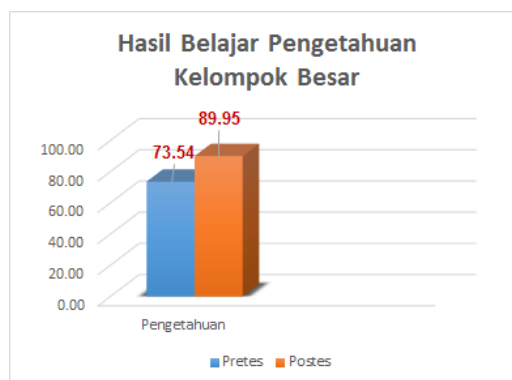 Hasil Belajar Pengetahuan
Kelompok Besar
89.95
73.54
100.00
80.00
60.00
40.00
20.00
0.00
Pengetahuan
Pretes Postes